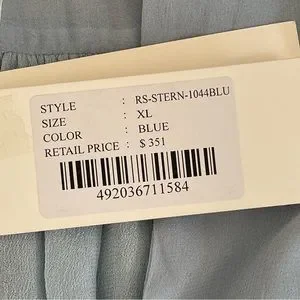 STYLE : RS-STERN-1044BLU
SIZE : XL
COLOR : BLUE
RETAIL PRICE : $ 351
492036711584